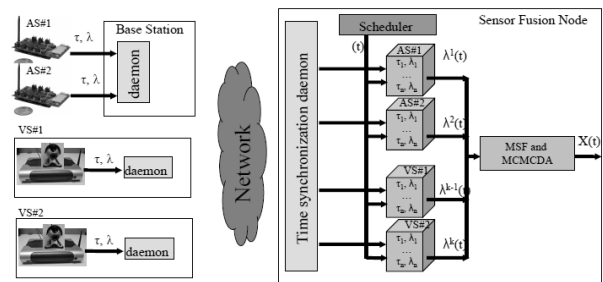 AS#1
τ, λ
Base Station
daemon
AS#2
τ, λ
VS#1
τ, λ
daemon
VS#2
τ, λ
daemon
Network
Sensor Fusion Node
Time synchronization daemon
Scheduler
(t)
AS#1
τ₁, λ₁
...
τₙ, λₙ
λ¹(t)
AS#2
τ₁, λ₁
...
τₙ, λₙ
λ²(t)
VS#1
τ₁, λ₁
...
τₙ, λₙ
λᵏ⁻¹(t)
VS#2
τ₁, λ₁
...
τₙ, λₙ
λᵏ(t)
MSF and
MCMCDA
X(t)